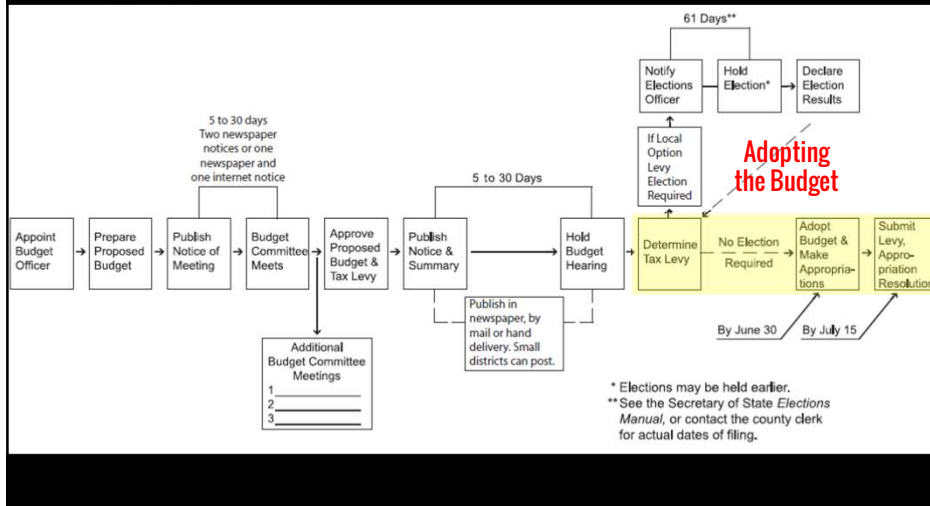 61 Days**
Notify
Elections
Officer
Hold
Election*
Declare
Election
Results
5 to 30 days
Two newspaper
notices or one
newspaper and
one internet notice
If Local
Option
Levy
Election
Required
Adopting
the Budget
5 to 30 Days
Appoint
Budget
Officer
Prepare
Proposed
Budget
Publish
Notice of
Meeting
Budget
Committee
Meets
Approve
Proposed
Budget &
Tax Levy
Publish
Notice &
Summary
Hold
Budget
Hearing
Determine
Tax Levy
No Election
Required
Adopt
Budget &
Make
Appropria-
tions
Submit
Levy,
Appro-
priation
Resolution
Publish in
newspaper, by
mail or hand
delivery. Small
districts can post.
By June 30
By July 15
Additional
Budget Committee
Meetings
1
2
3
* Elections may be held earlier.
**See the Secretary of State Elections
Manual, or contact the county clerk
for actual dates of filing.